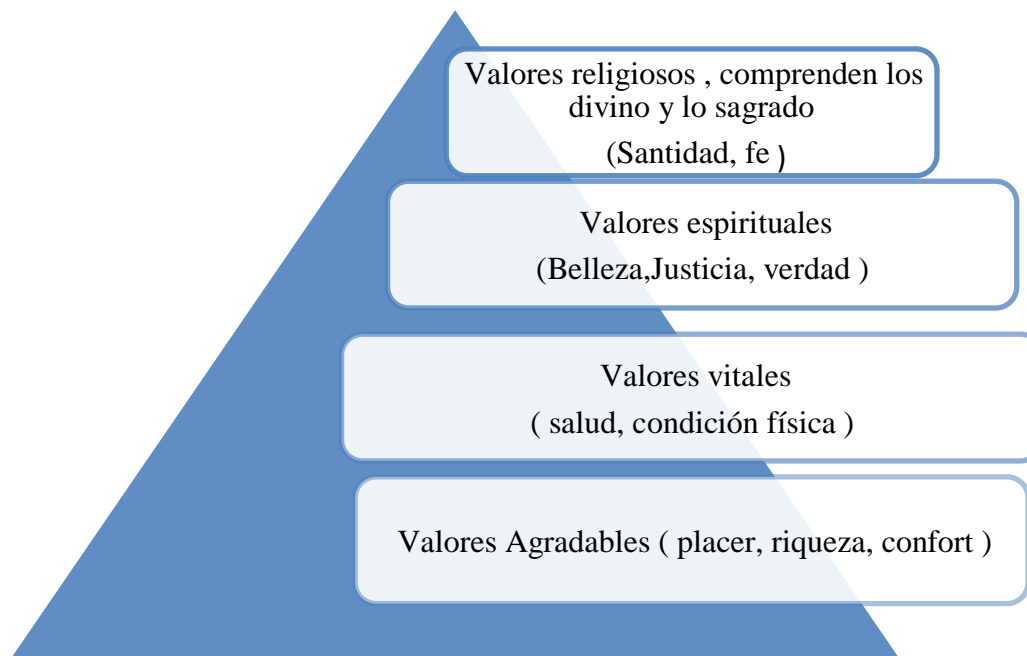 Valores religiosos , comprenden los
divino y lo sagrado
(Santidad, fe )
Valores espirituales
(Belleza,Justicia, verdad )
Valores vitales
( salud, condición física )
Valores Agradables ( placer, riqueza, confort )